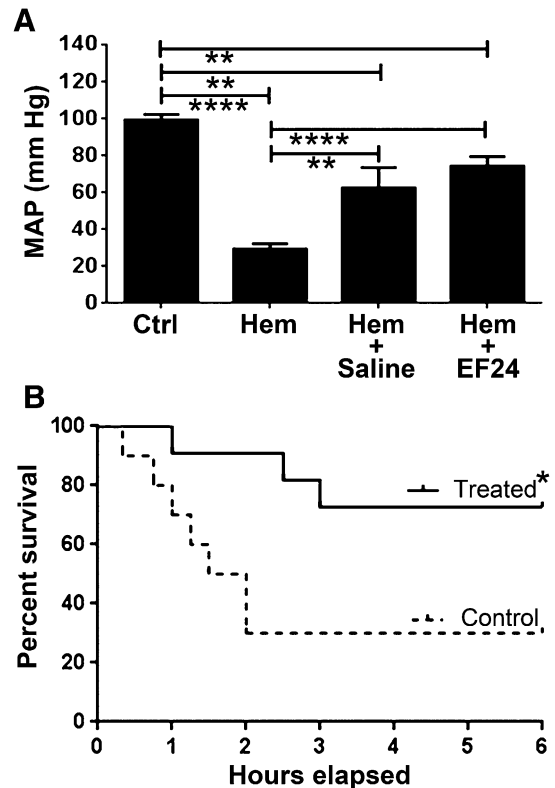 A
MAP (mm Hg)
140
120
100
80
60
40
20
0
**
**
****
****
**
Ctrl
Hem
Hem
+
Saline
Hem
+
EF24
B
Percent survival
100
80
60
40
20
0
Treated*
Control
0 1 2 3 4 5 6
Hours elapsed